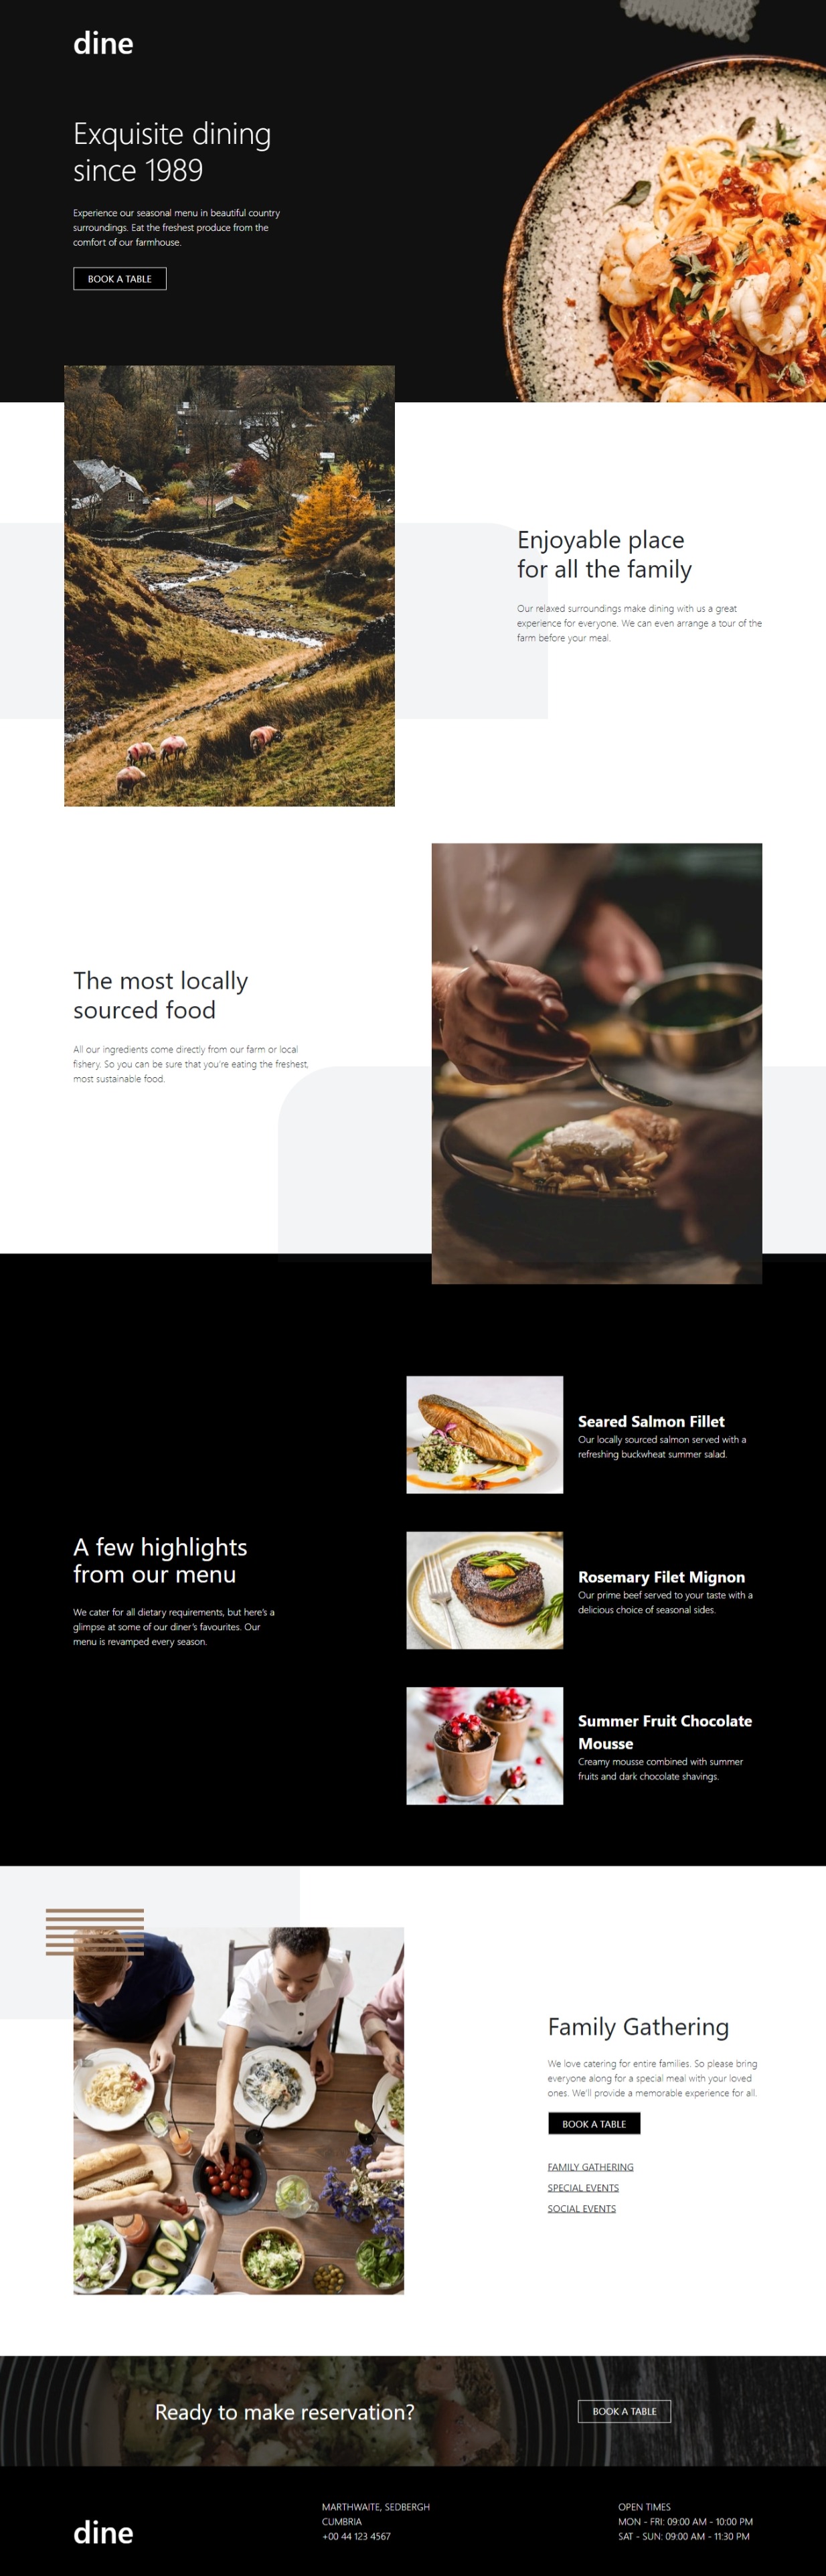 dine
Exquisite dining
since 1989
Experience our seasonal menu in beautiful country
surroundings. Eat the freshest produce from the
comfort of our farmhouse.
BOOK A TABLE
Enjoyable place
for all the family
Our relaxed surroundings make dining with us a great
experience for everyone. We can even arrange a tour of the
farm before your meal.
The most locally
sourced food
All our ingredients come directly from our farm or local
fishery. So you can be sure that you're eating the freshest,
most sustainable food.
A few highlights
from our menu
We cater for all dietary requirements, but here's a
glimpse at some of our diner's favourites. Our
menu is revamped every season.
Seared Salmon Fillet
Our locally sourced salmon served with a
refreshing buckwheat summer salad.
Rosemary Filet Mignon
Our prime beef served to your taste with a
delicious choice of seasonal sides.
Summer Fruit Chocolate
Mousse
Creamy mousse combined with summer
fruits and dark chocolate shavings.
Family Gathering
We love catering for entire families. So please bring
everyone along for a special meal with your loved
ones. We'll provide a memorable experience for all.
BOOK A TABLE
FAMILY GATHERING
SPECIAL EVENTS
SOCIAL EVENTS
Ready to make reservation?
BOOK A TABLE
dine
MARTHWAITE, SEDBERGH
CUMBRIA
+00 44 123 4567
OPEN TIMES
MON - FRI: 09:00 AM - 10:00 PM
SAT - SUN: 09:00 AM - 11:30 PM